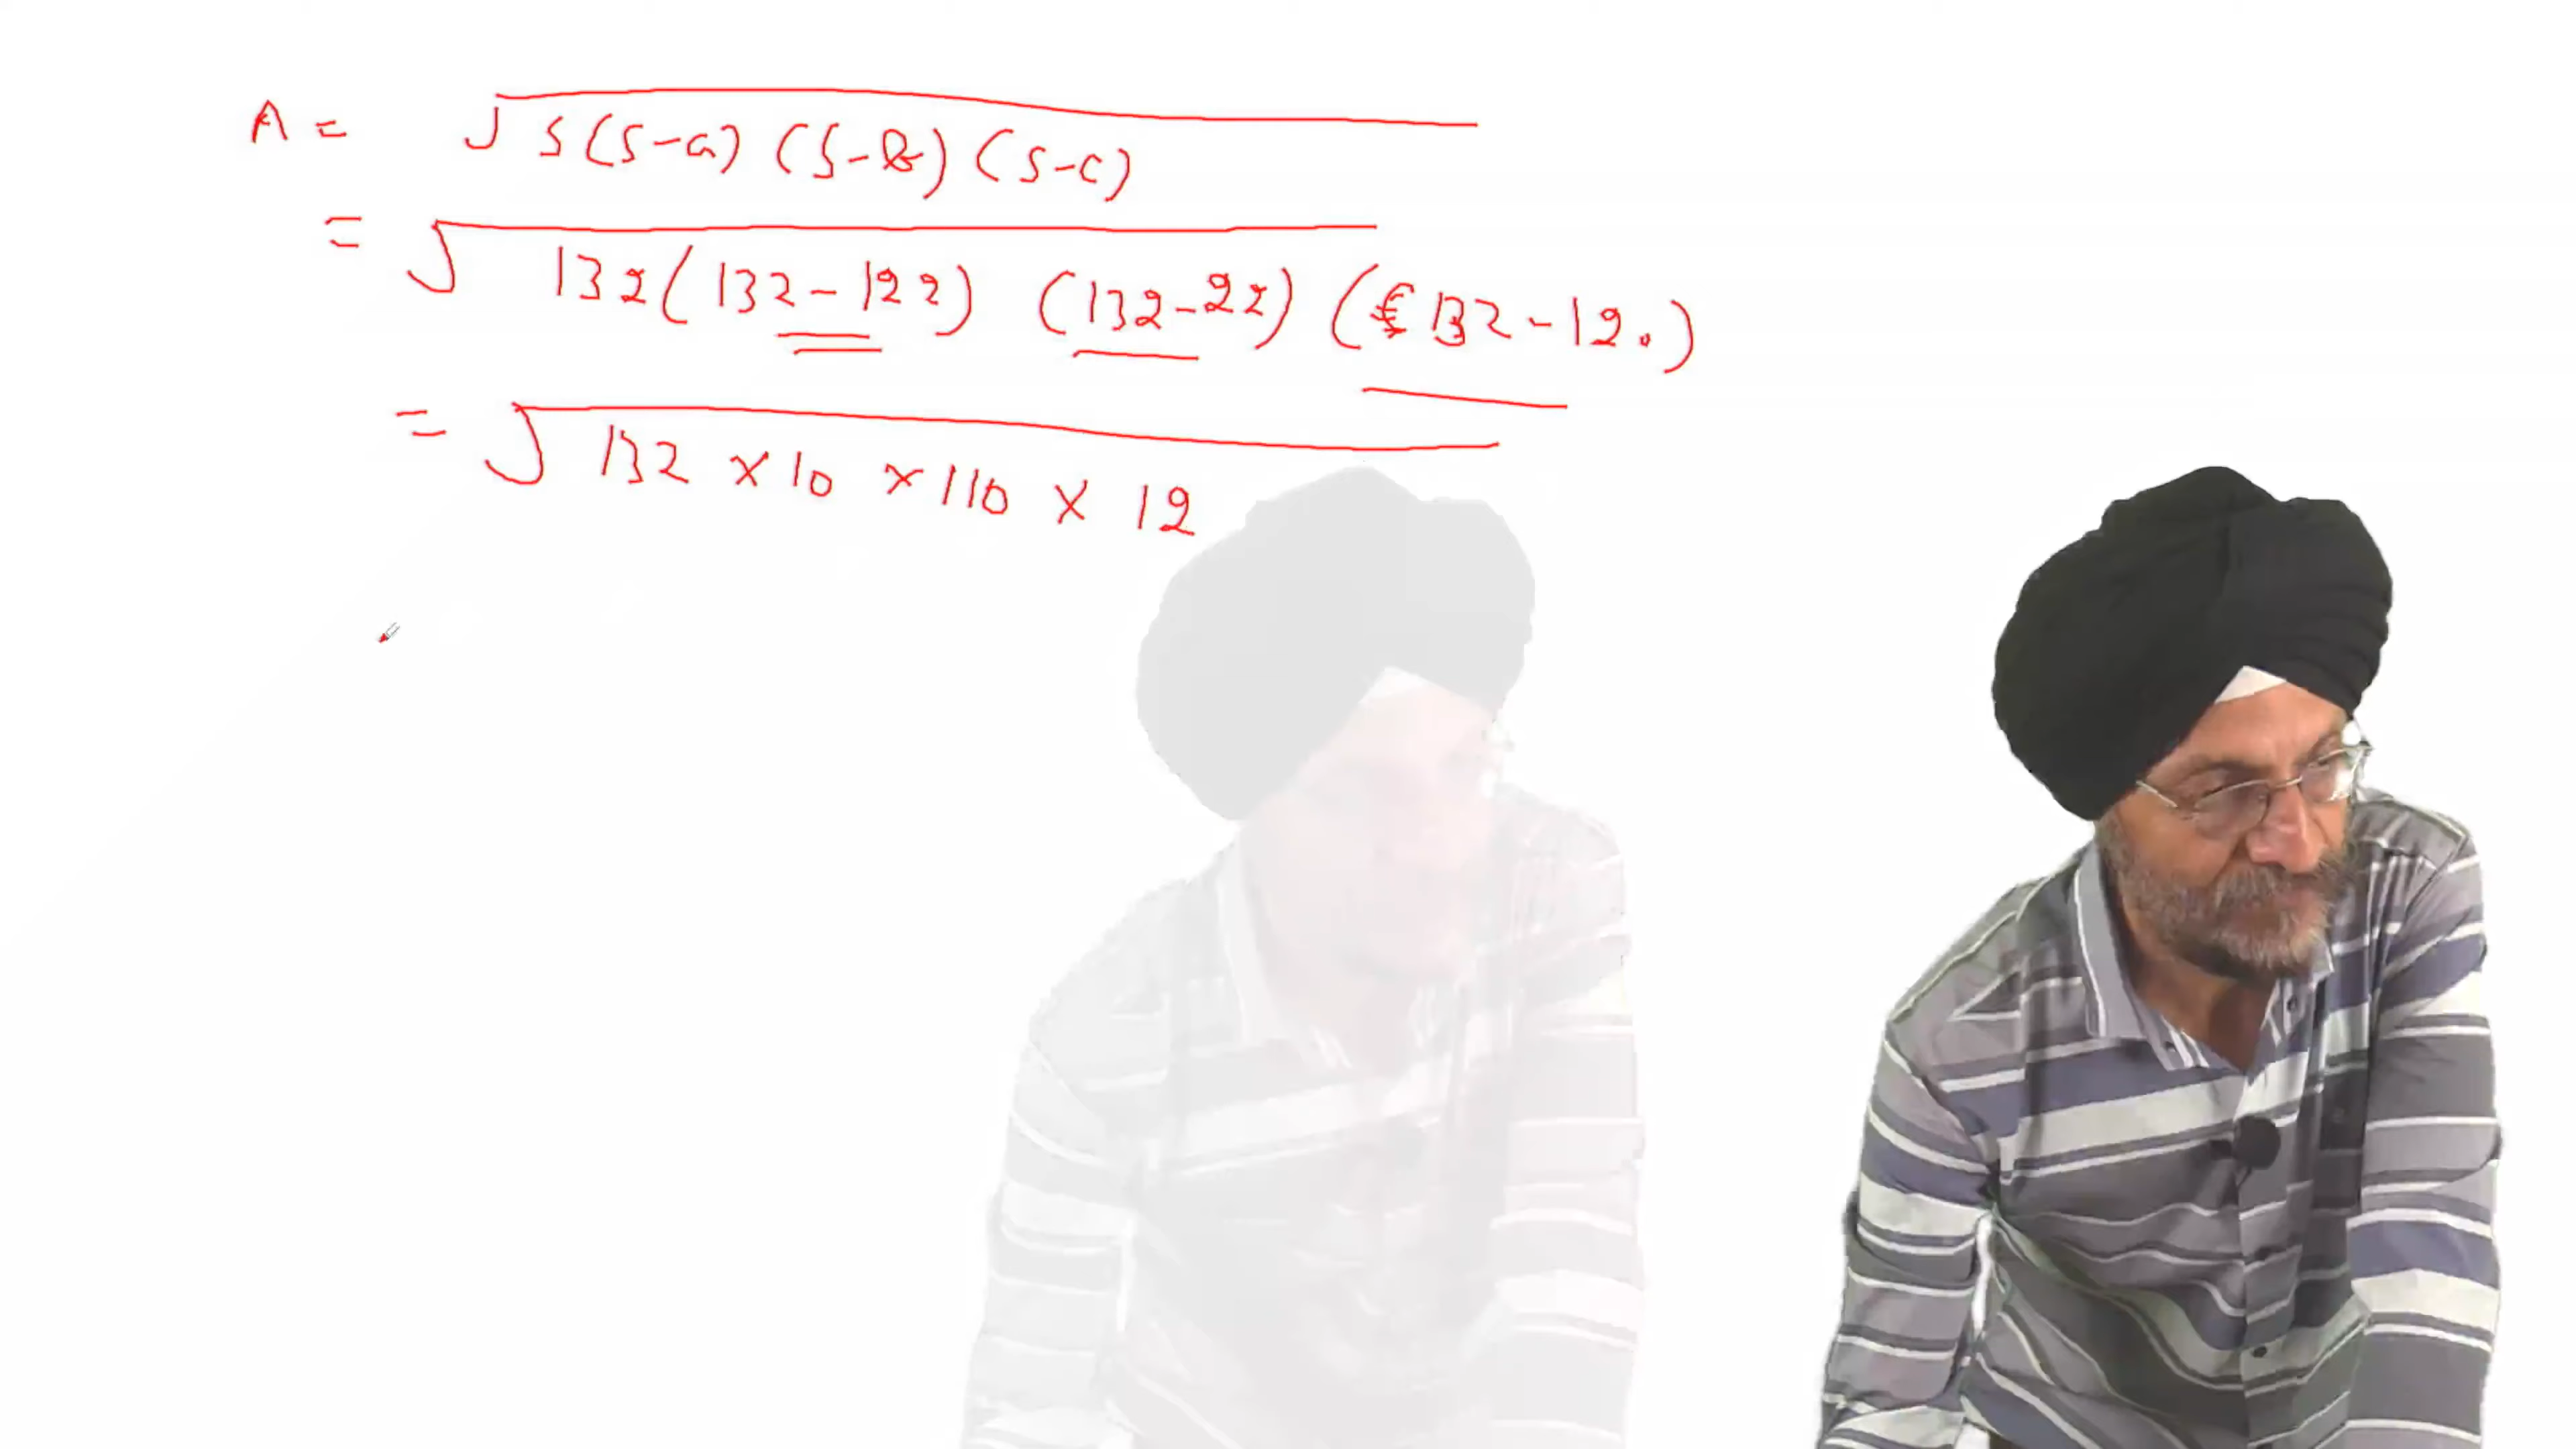 A = √s(s-a)(s-b)(s-c)
= √132(132-122) (132-22) (132-120)
= √132 × 10 × 110 × 12